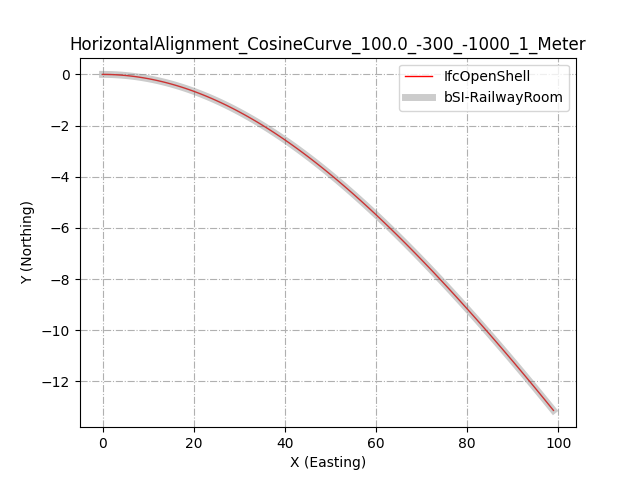 HorizontalAlignment_CosineCurve_100.0_-300_-1000_1_Meter
IfcOpenShell
bSI-RailwayRoom
0
−2
−4
−6
−8
−10
−12
Y (Northing)
0 20 40 60 80 100
X (Easting)